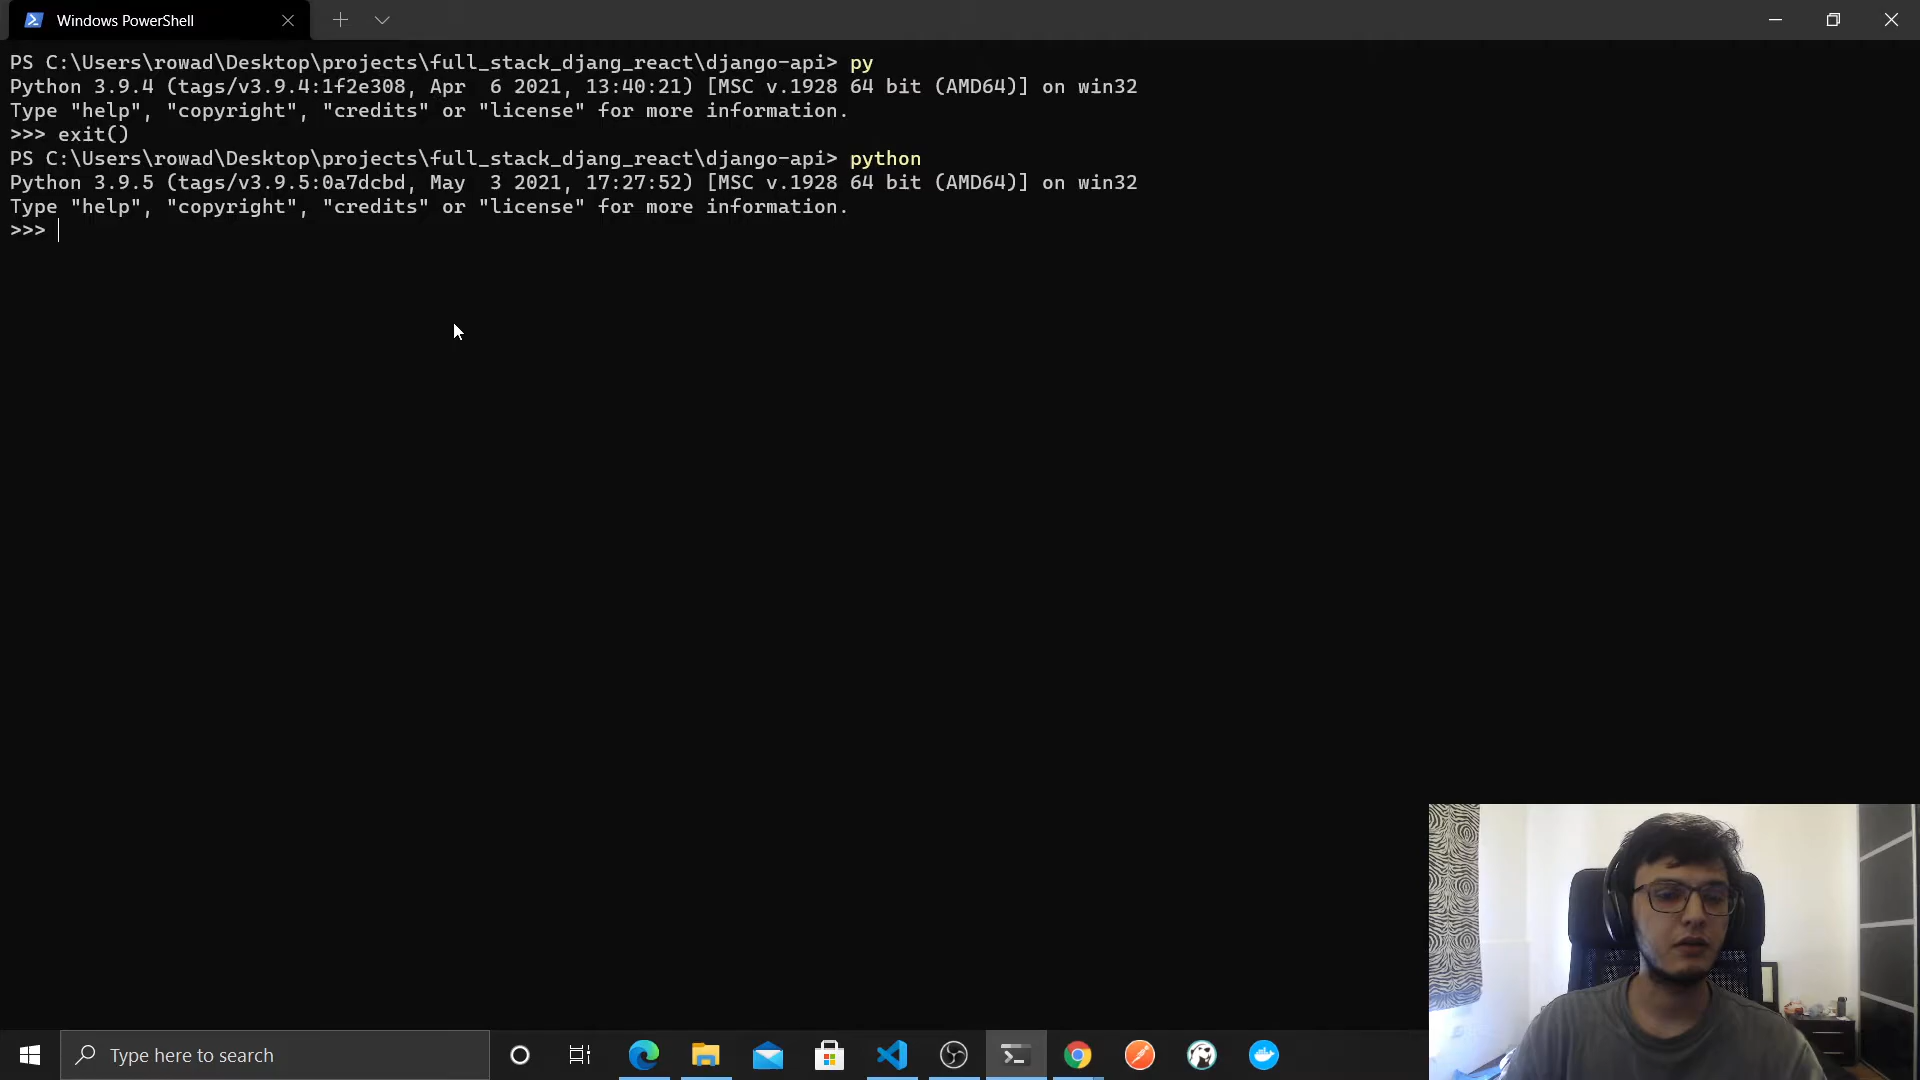 Windows PowerShell
PS C:\Users\rowad\Desktop\projects\full_stack_djang_react\django-api> py
Python 3.9.4 (tags/v3.9.4:1f2e308, Apr  6 2021, 13:40:21) [MSC v.1928 64 bit (AMD64)] on win32
Type "help", "copyright", "credits" or "license" for more information.
>>> exit()
PS C:\Users\rowad\Desktop\projects\full_stack_djang_react\django-api> python
Python 3.9.5 (tags/v3.9.5:0a7dcbd, May  3 2021, 17:27:52) [MSC v.1928 64 bit (AMD64)] on win32
Type "help", "copyright", "credits" or "license" for more information.
>>>
Type here to search